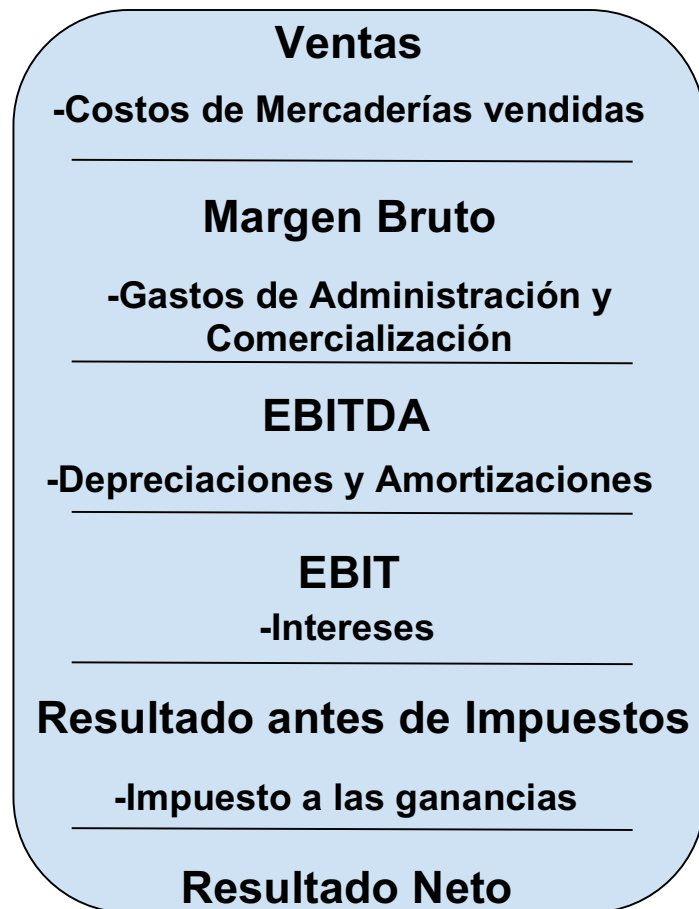 Ventas
-Costos de Mercaderías vendidas
Margen Bruto
-Gastos de Administración y
Comercialización
EBITDA
-Depreciaciones y Amortizaciones
EBIT
-Intereses
Resultado antes de Impuestos
-Impuesto a las ganancias
Resultado Neto